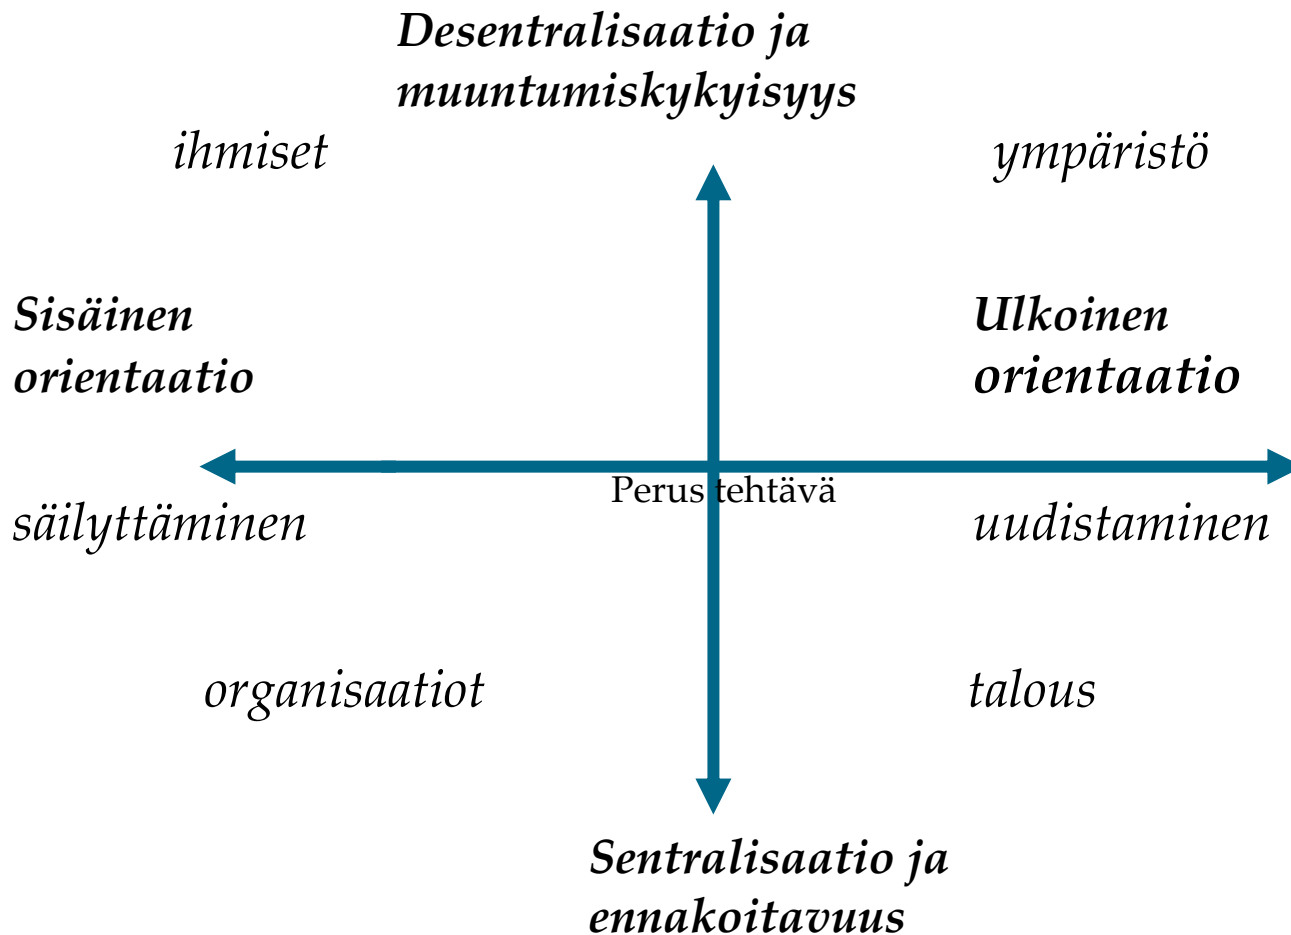 Desentralisaatio ja
muuntumiskykyisyys
ihmiset
ympäristö
Sisäinen
orientaatio
Ulkoinen
orientaatio
Perus tehtävä
säilyttäminen
uudistaminen
organisaatiot
talous
Sentralisaatio ja
ennakoitavuus